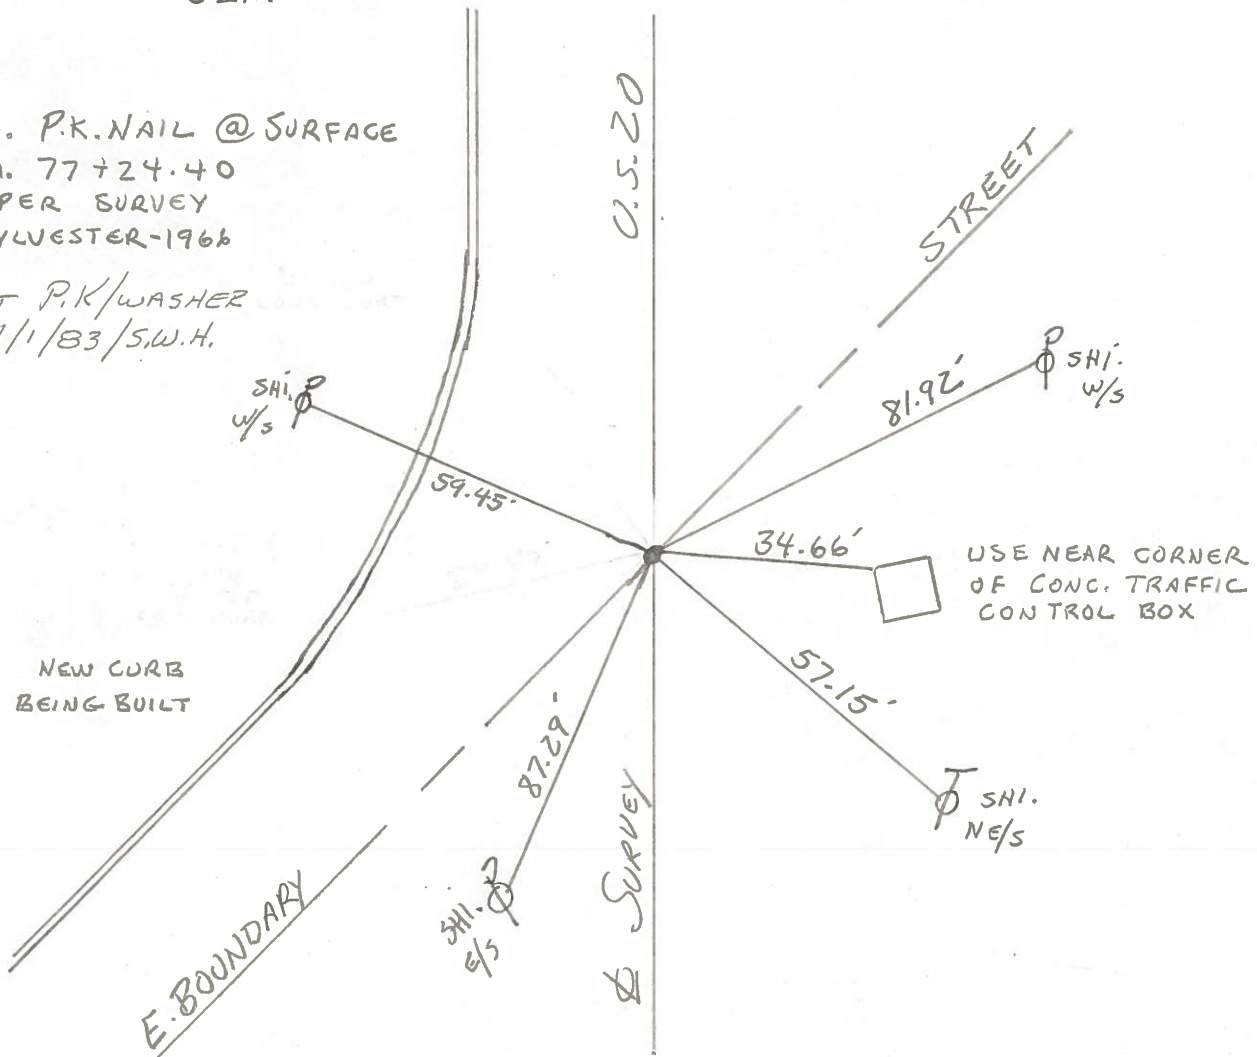 P.K. NAIL @ SURFACE
77+24.40
PER SURVEY
YLVESTER-1966
P.K/WASHER
/1/83/S.W.H.
U.S. 20
STREET
SHI. P
W/S
59.45'
P SHI.
W/S
81.92'
34.66'
USE NEAR CORNER
OF CONC. TRAFFIC
CONTROL BOX
NEW CURB
BEING BUILT
57.15'
T SHI.
NE/S
87.29'
P
SHI.
E/S
E. BOUNDARY
℄ SURVEY